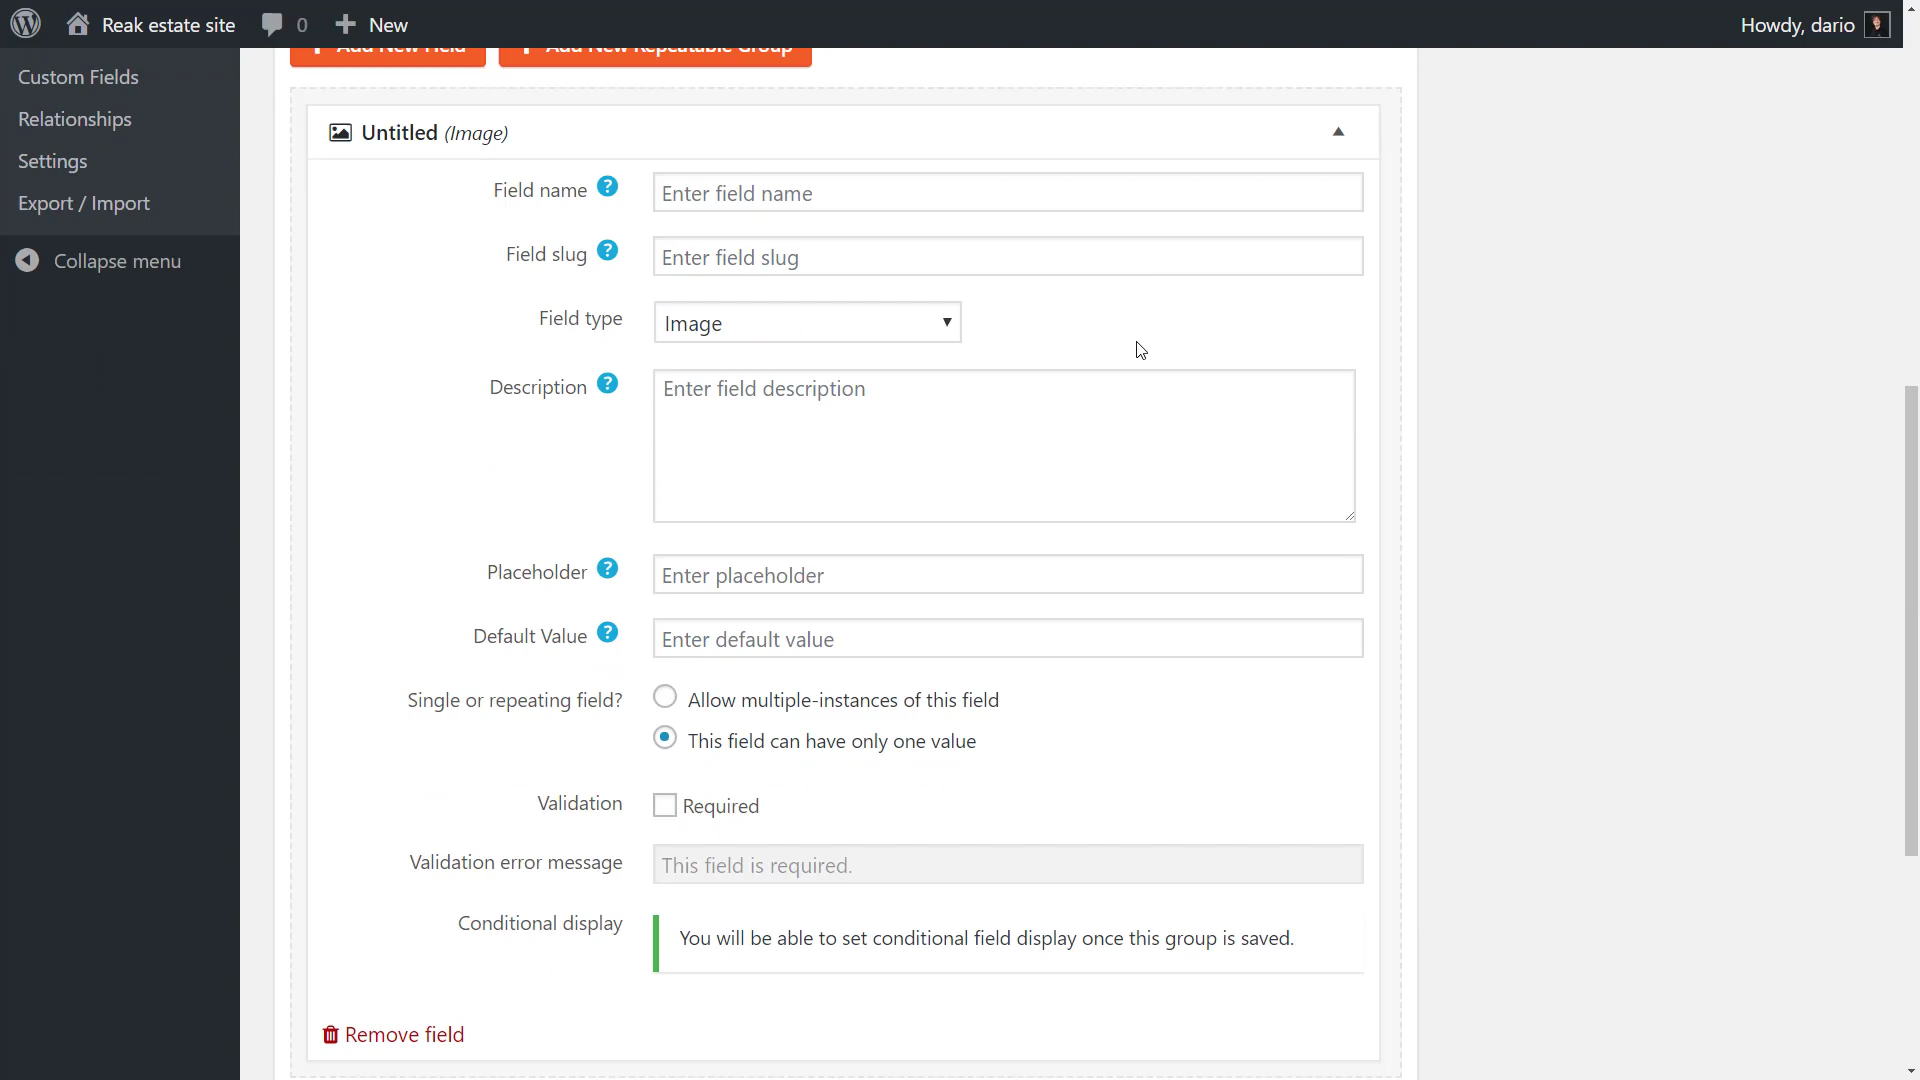 Reak estate site 0 New Howdy, dario
Add New Field Add New Repeatable Group
Custom Fields
Relationships
Settings
Export / Import
Collapse menu
Untitled (Image)
Field name ? Enter field name
Field slug ? Enter field slug
Field type Image
Description ? Enter field description
Placeholder ? Enter placeholder
Default Value ? Enter default value
Single or repeating field? Allow multiple-instances of this field
This field can have only one value
Validation Required
Validation error message This field is required.
Conditional display You will be able to set conditional field display once this group is saved.
Remove field